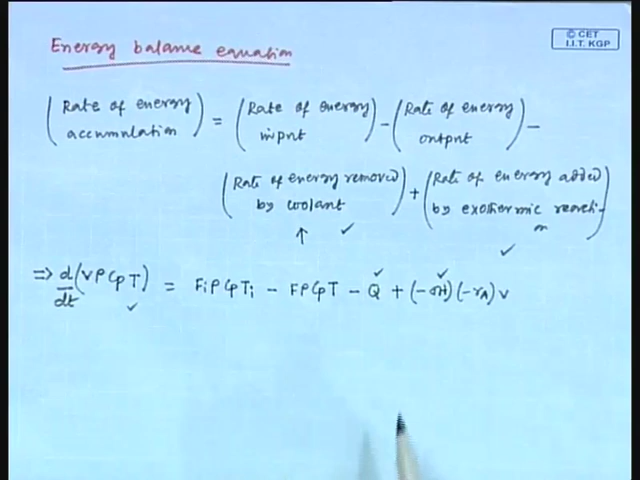 Energy balance equation
© CET
I.I.T. KGP
(Rate of energy accumulation) = (Rate of energy input) - (Rate of energy output) -
(Rate of energy removed by coolant) + (Rate of energy added by exothermic reaction)
↑ ✓ ✓
=> d/dt (VρCpT) = FiρCpTi - FρCpT - Q + (-ΔH)(-rA)V